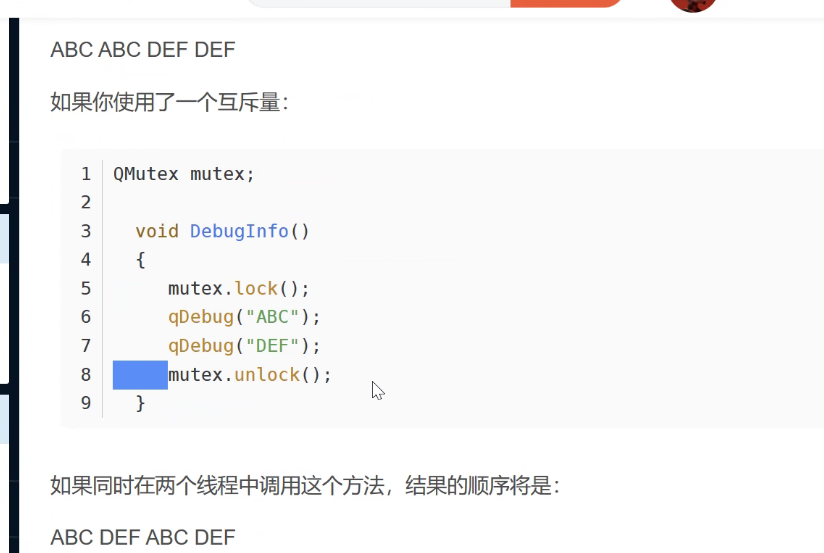 ABC ABC DEF DEF
如果你使用了一个互斥量：
1 QMutex mutex;
2
3 void DebugInfo()
4 {
5 mutex.lock();
6 qDebug("ABC");
7 qDebug("DEF");
8 mutex.unlock();
9 }
如果同时在两个线程中调用这个方法，结果的顺序将是：
ABC DEF ABC DEF